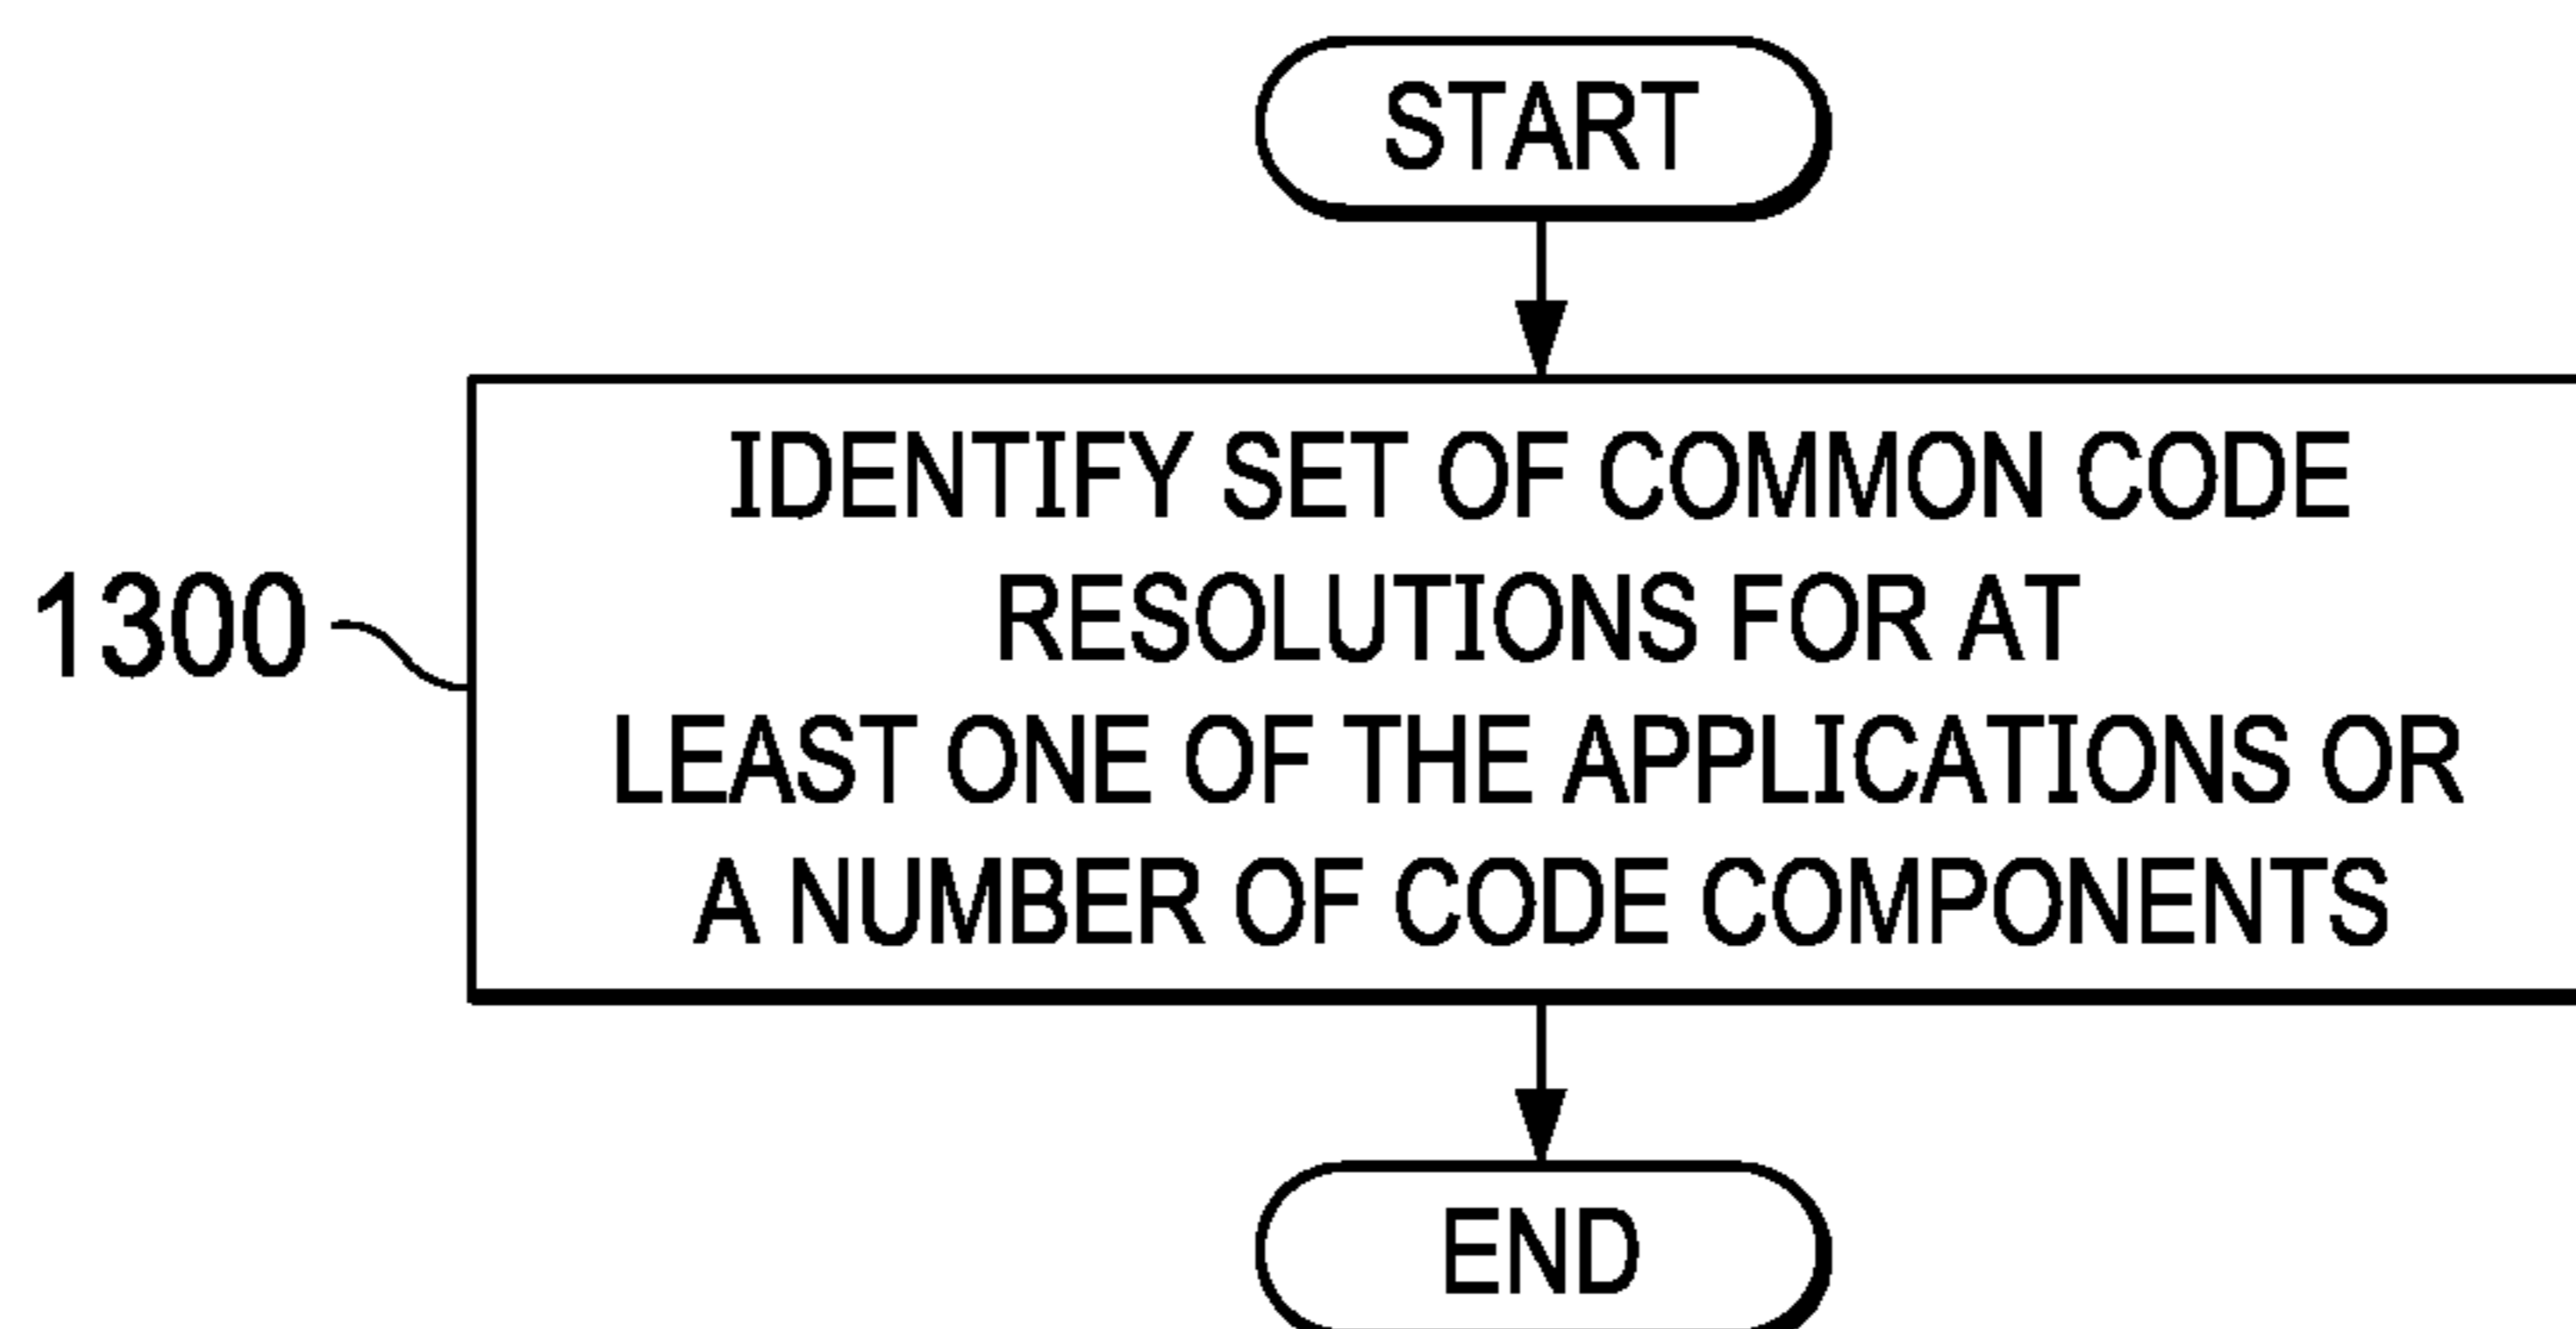 START
IDENTIFY SET OF COMMON CODE
RESOLUTIONS FOR AT
1300
LEAST ONE OF THE APPLICATIONS OR
A NUMBER OF CODE COMPONENTS
END